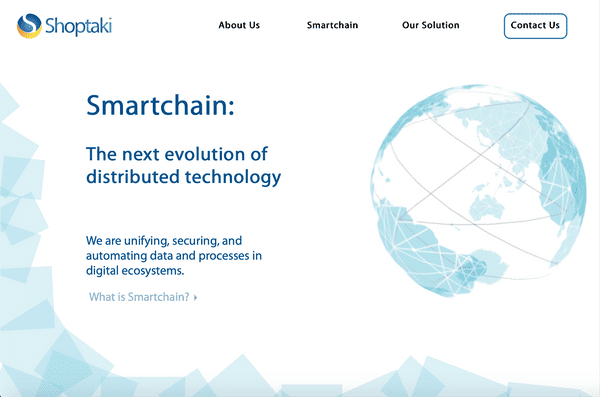 Shoptaki
About Us
Smartchain
Our Solution
Contact Us
Smartchain:
The next evolution of
distributed technology
We are unifying, securing, and
automating data and processes in
digital ecosystems.
What is Smartchain?